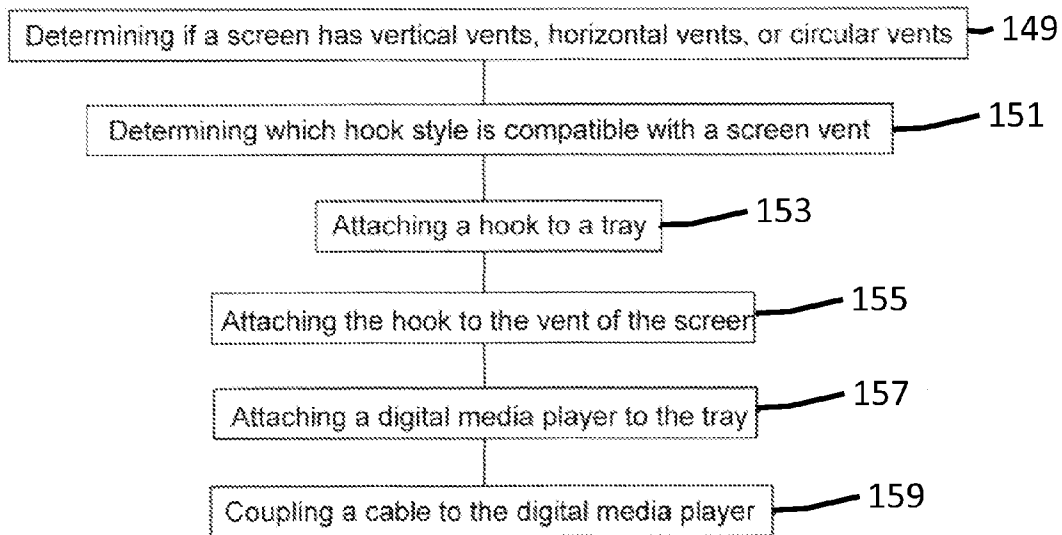 Determining if a screen has vertical vents, horizontal vents, or circular vents 149
Determining which hook style is compatible with a screen vent 151
Attaching a hook to a tray 153
Attaching the hook to the vent of the screen 155
Attaching a digital media player to the tray 157
Coupling a cable to the digital media player 159